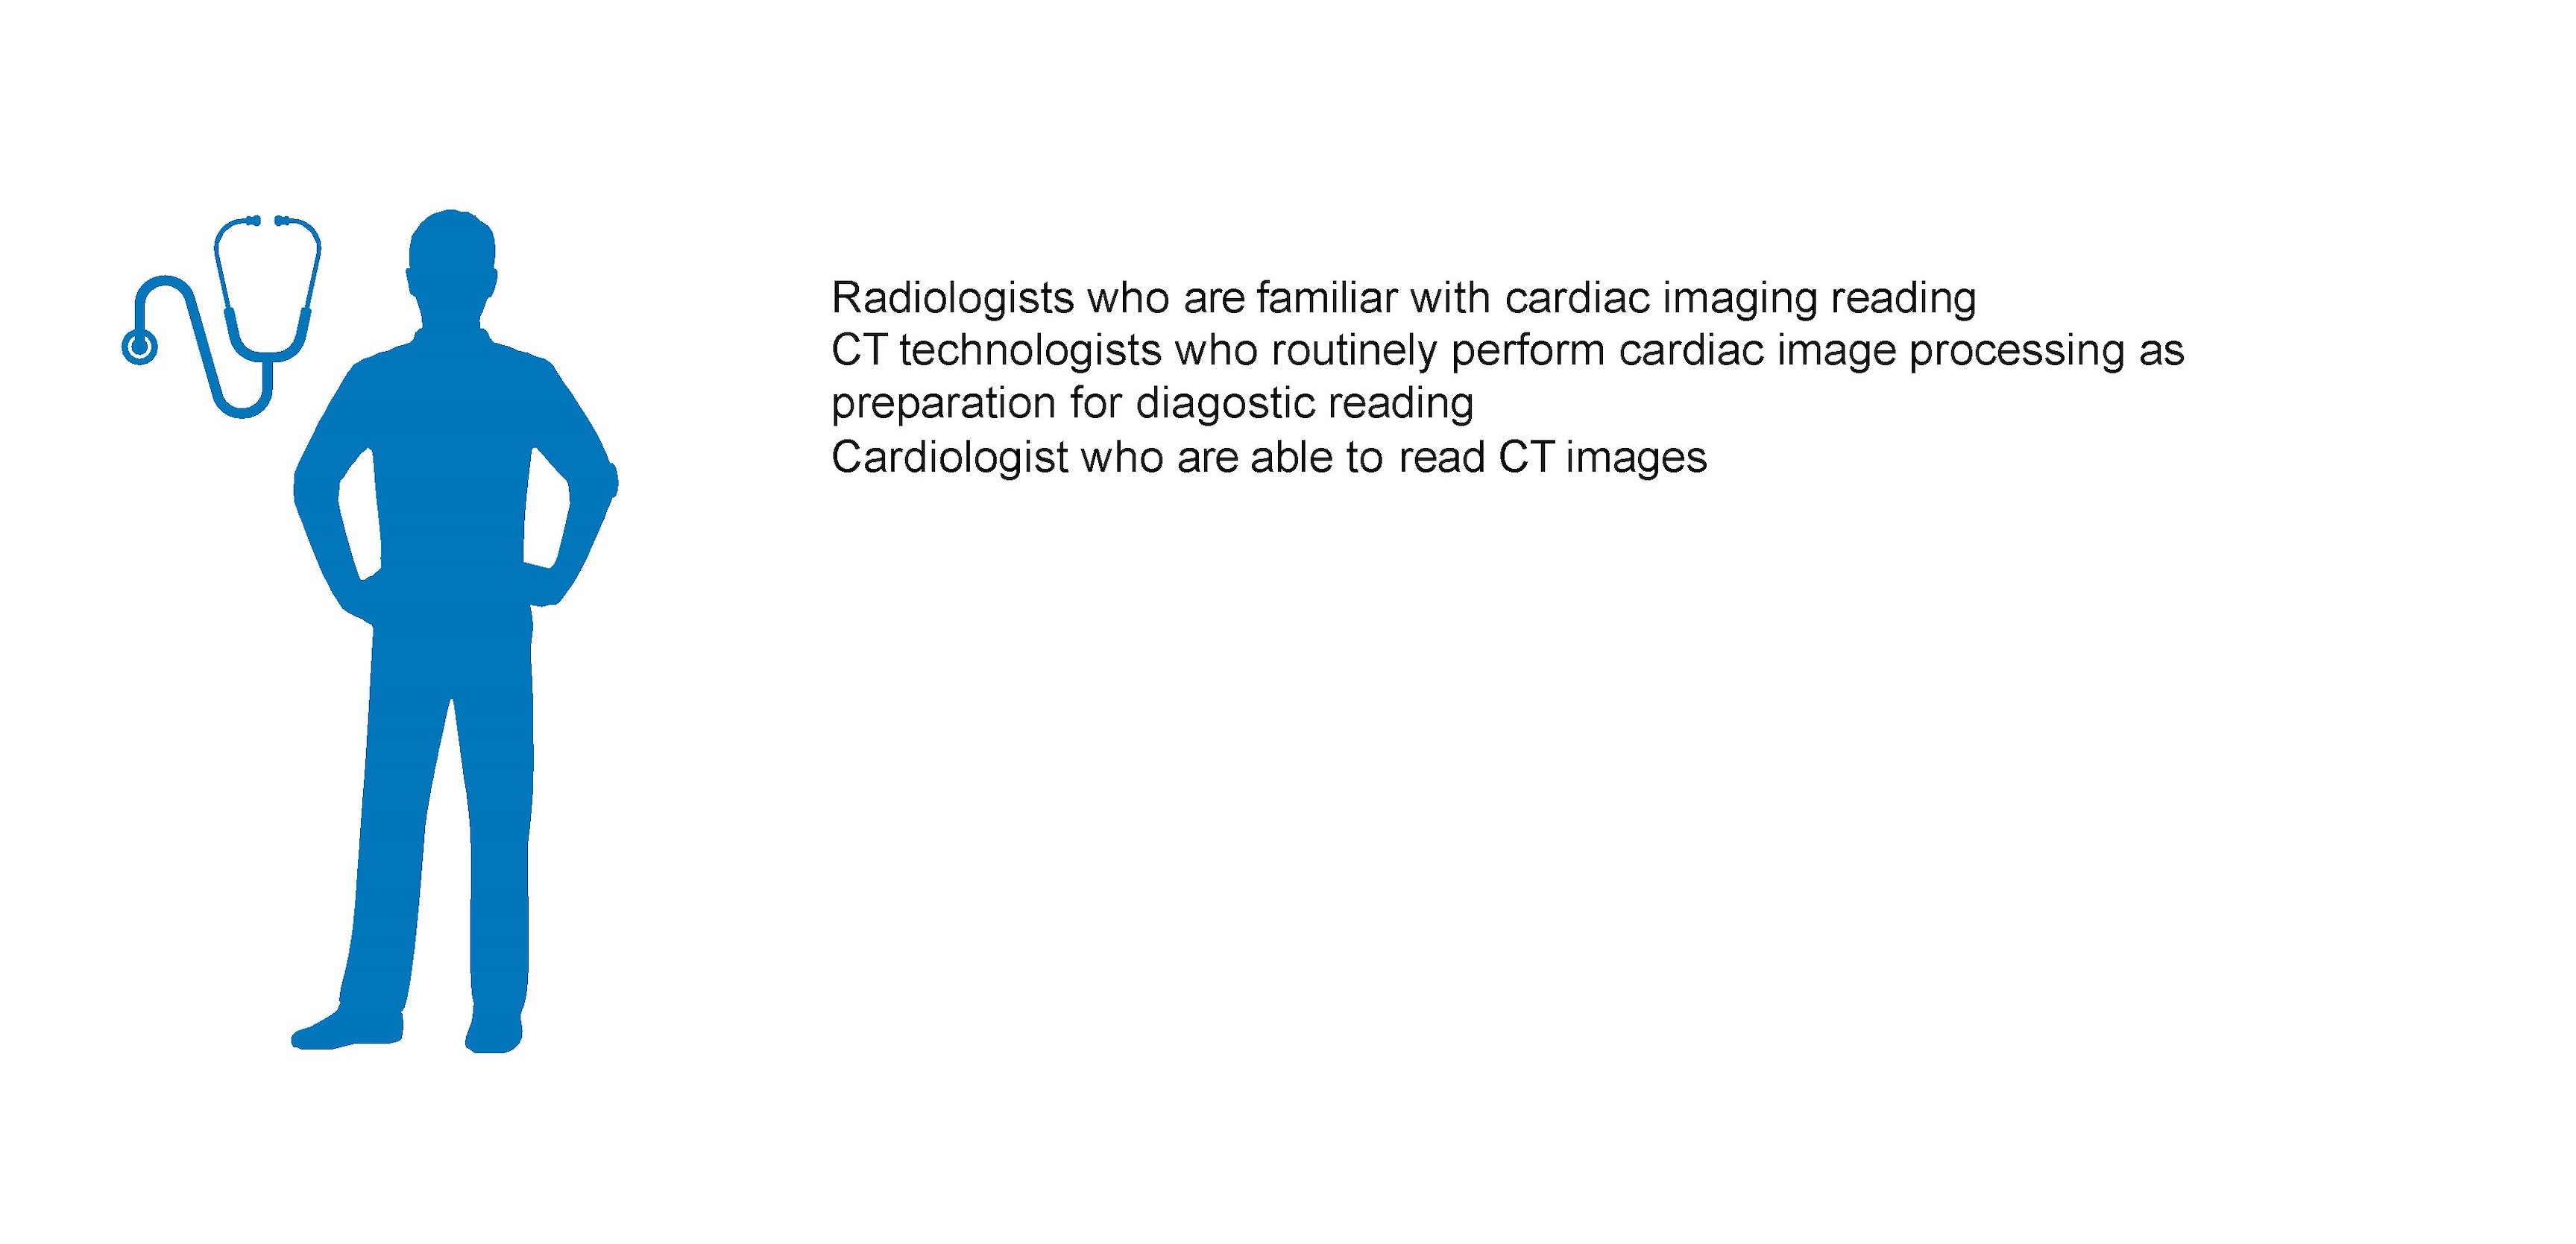 Radiologists who are familiar with cardiac imaging reading
CT technologists who routinely perform cardiac image processing as
preparation for diagostic reading
Cardiologist who are able to read CT images